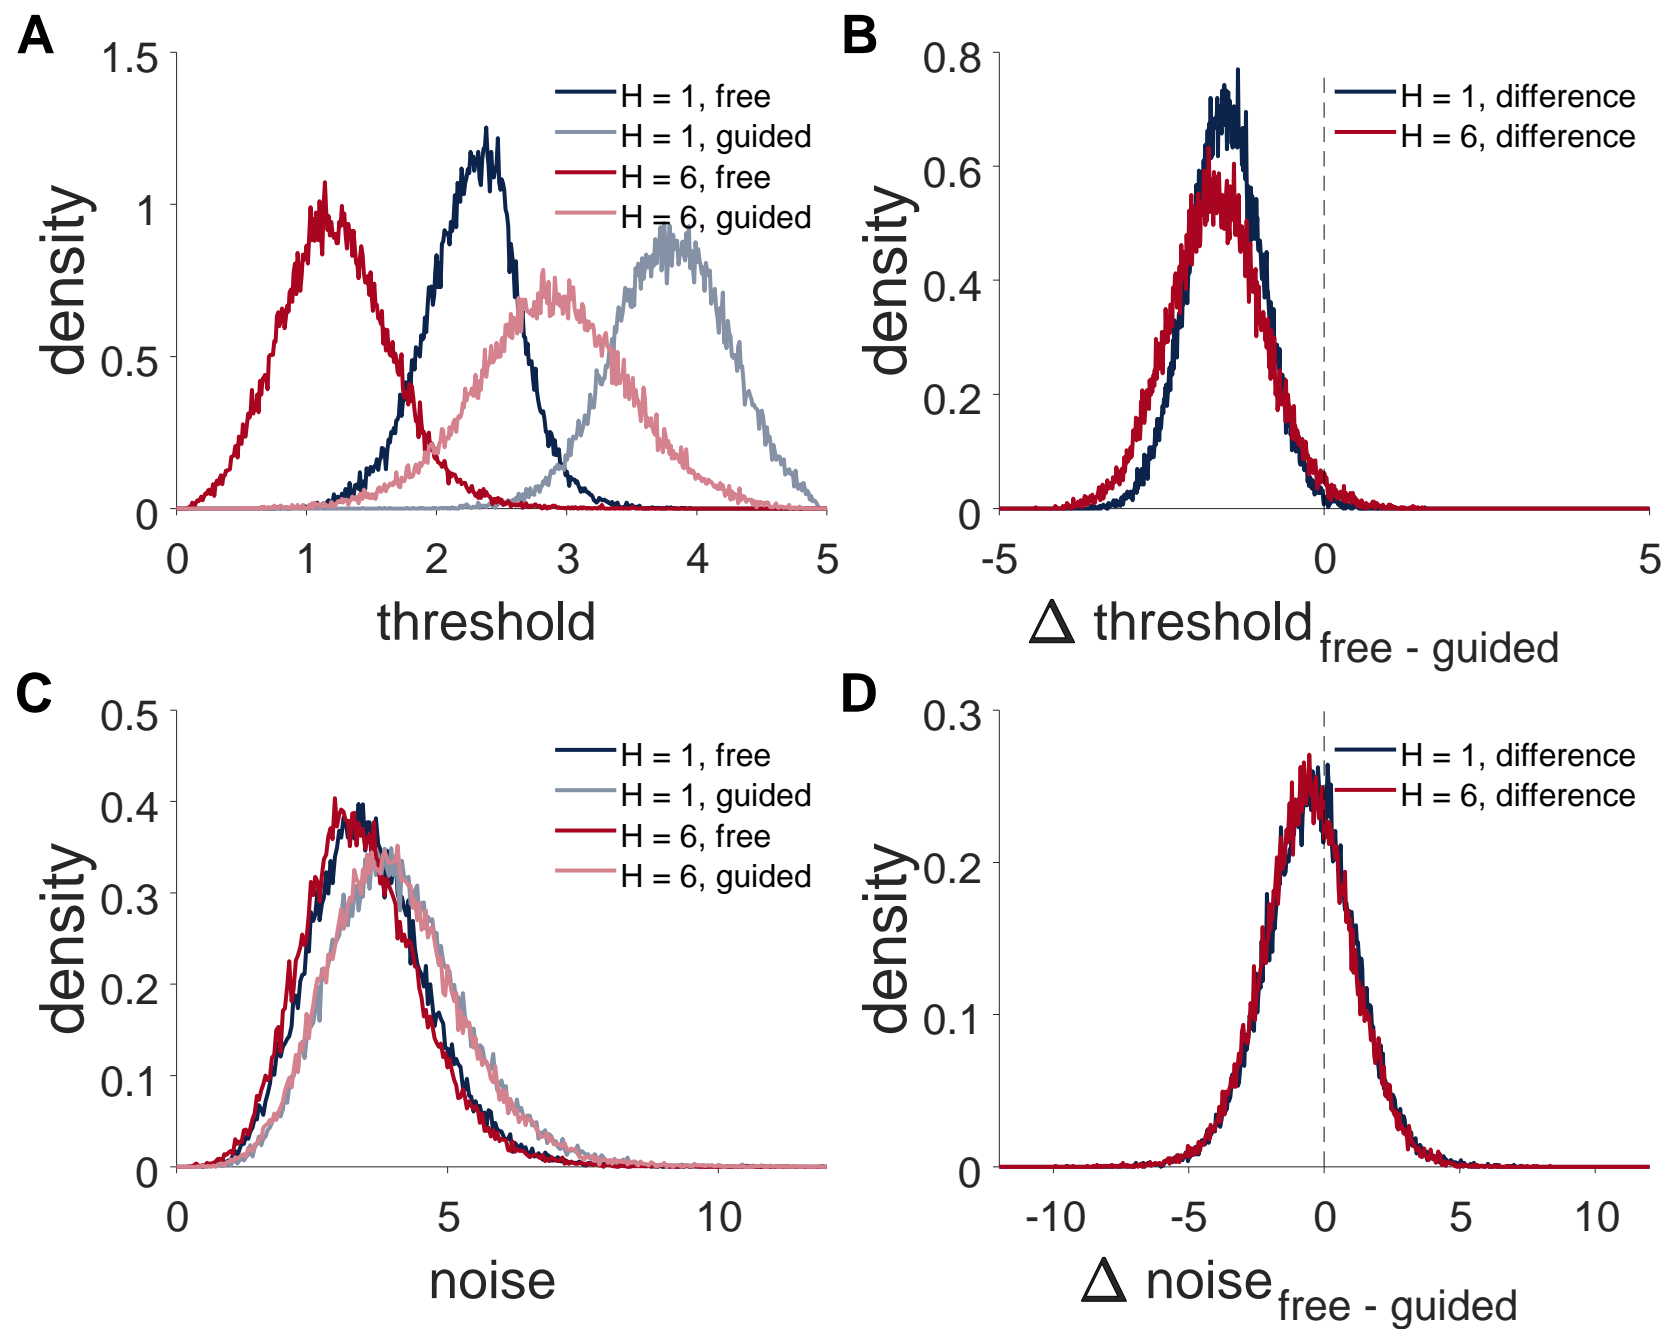 A
1.5
1
0.5
0
density
H = 1, free
H = 1, guided
H = 6, free
H = 6, guided
0 1 2 3 4 5
threshold
B
0.8
0.6
0.4
0.2
0
density
H = 1, difference
H = 6, difference
-5 0 5
Δ threshold free - guided
C
0.5
0.4
0.3
0.2
0.1
0
density
H = 1, free
H = 1, guided
H = 6, free
H = 6, guided
0 5 10
noise
D
0.3
0.2
0.1
0
density
H = 1, difference
H = 6, difference
-10 -5 0 5 10
Δ noise free - guided